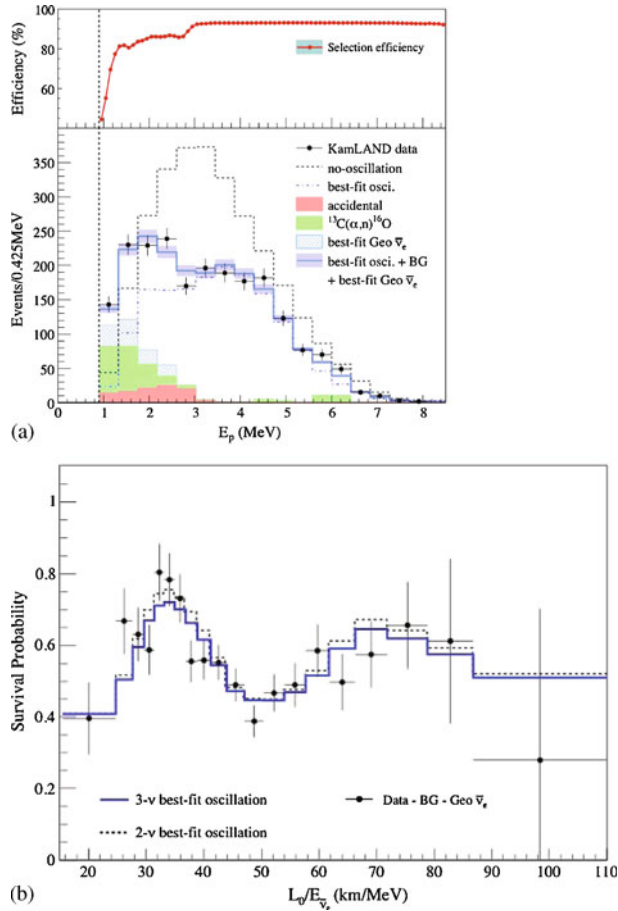 Efficiency (%)
100
80
60
Selection efficiency
Events/0.425MeV
350
300
250
200
150
100
50
0
KamLAND data
no-oscillation
best-fit osci.
accidental
¹³C(α,n)¹⁶O
best-fit Geo ν̄ₑ
best-fit osci. + BG
+ best-fit Geo ν̄ₑ
0 1 2 3 4 5 6 7 8
(a)
Eₚ (MeV)
Survival Probability
1
0.8
0.6
0.4
0.2
0
3-ν best-fit oscillation
2-ν best-fit oscillation
Data - BG - Geo ν̄ₑ
20 30 40 50 60 70 80 90 100 110
(b)
L₀/E_ν̄ₑ (km/MeV)